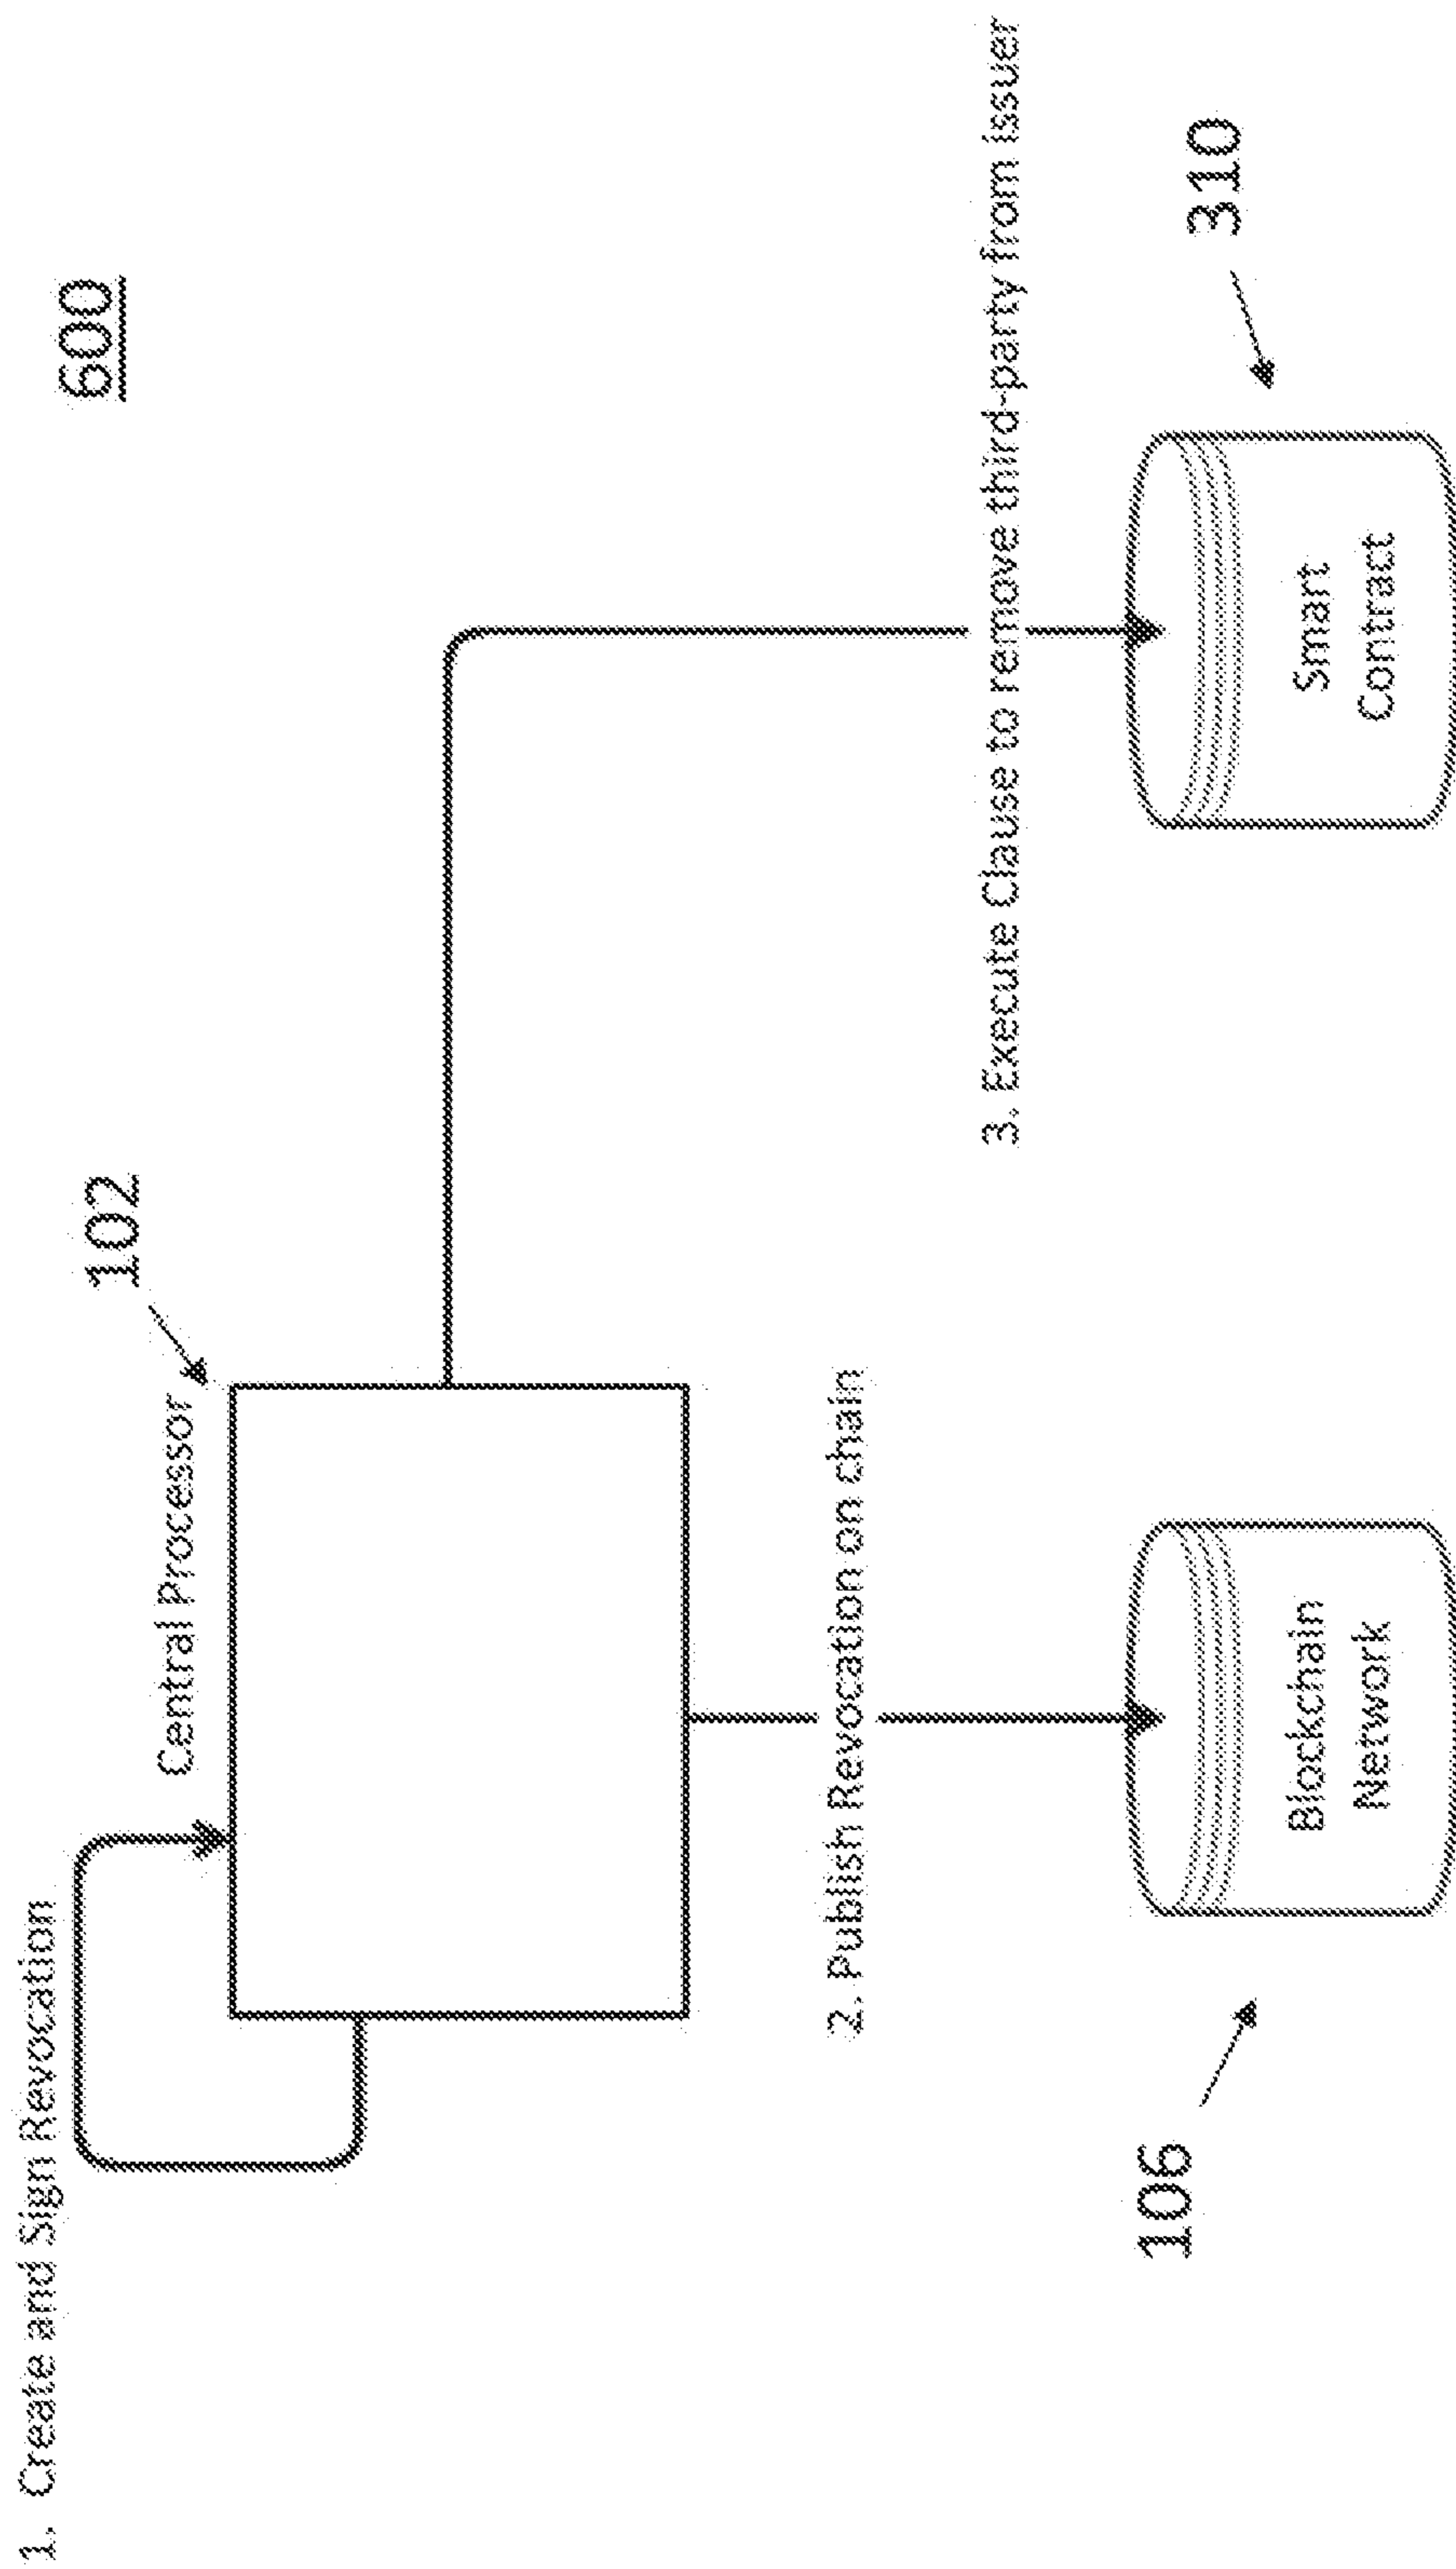 600
1. Create and Sign Revocation
102
Central Processor
2. Publish Revocation on chain
3. Execute Clause to remove third-party from issuer
106
Blockchain
Network
Smart
Contract
310